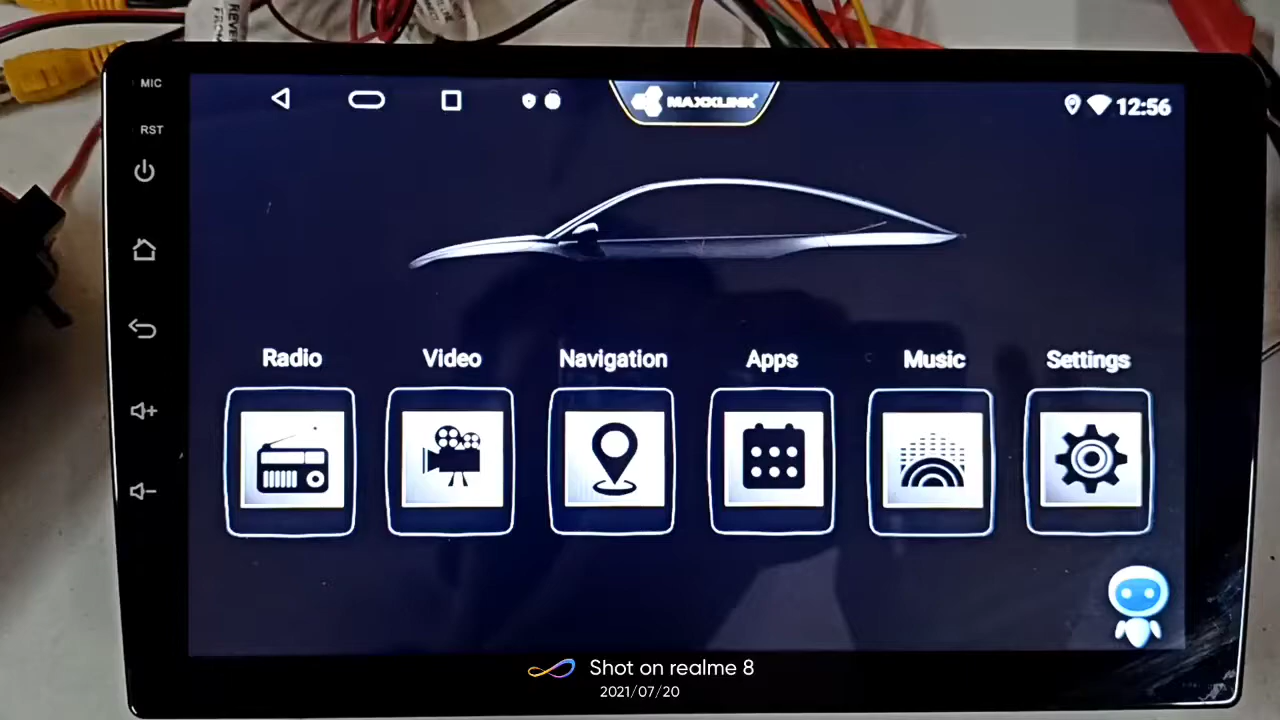 MIC
RST
MAXXLINK
12:56
Radio
Video
Navigation
Apps
Music
Settings
Shot on realme 8
2021/07/20